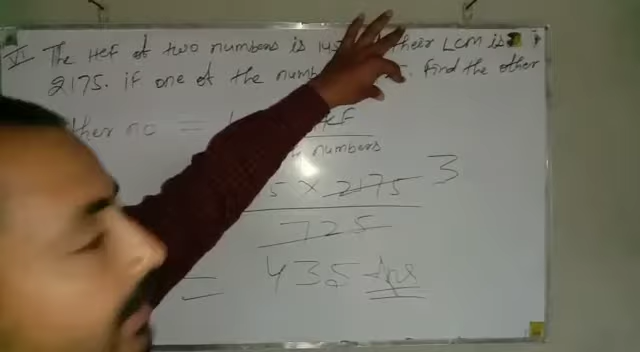 VI The HCF of two numbers is 145 their LCM is
2175. if one of the numb find the other
ther no = HCF
numbers
5 × 2175 3
725
= 435 Ans